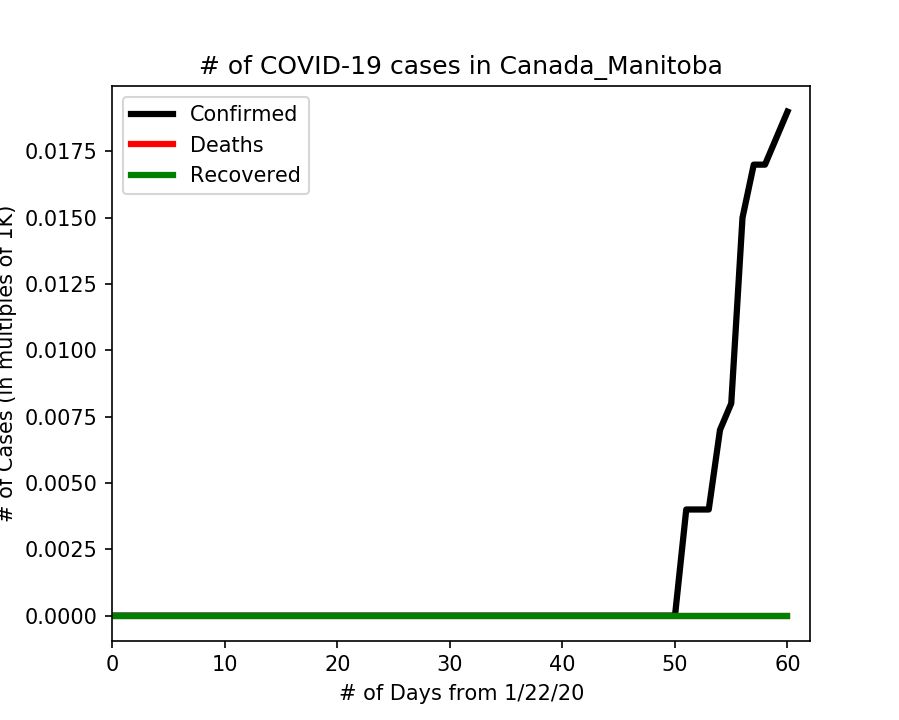 # of COVID-19 cases in Canada_Manitoba
Confirmed
Deaths
Recovered
0.0175
0.0150
0.0125
0.0100
0.0075
0.0050
0.0025
0.0000
# of Cases (in multiples of 1K)
0 10 20 30 40 50 60
# of Days from 1/22/20